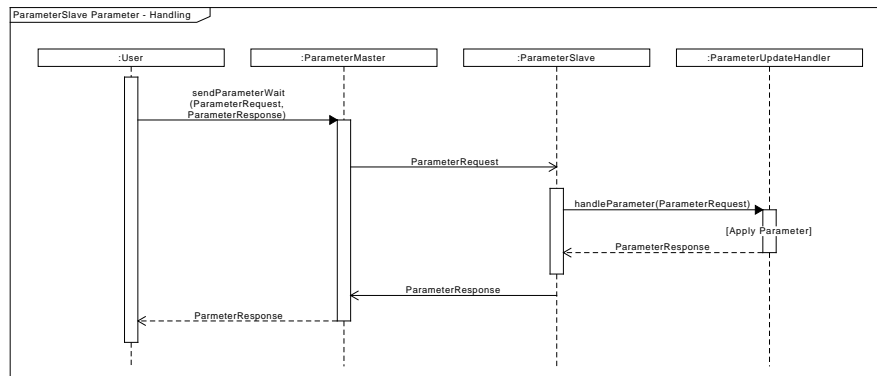 ParameterSlave Parameter - Handling
:User
:ParameterMaster
:ParameterSlave
:ParameterUpdateHandler
sendParameterWait
(ParameterRequest,
ParameterResponse)
ParameterRequest
handleParameter(ParameterRequest)
[Apply Parameter]
ParameterResponse
ParameterResponse
ParmeterResponse